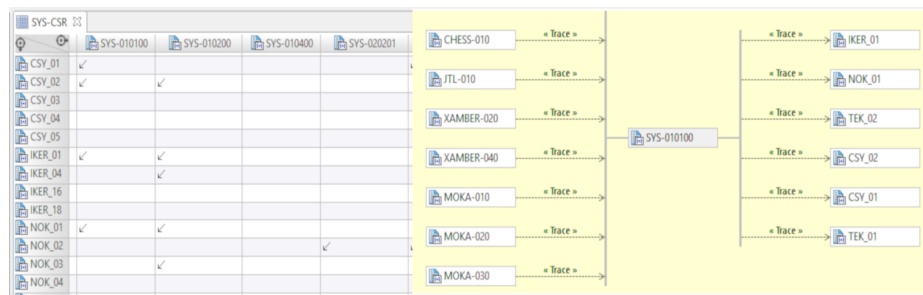 SYS-CSR
SYS-010100 SYS-010200 SYS-010400 SYS-020201
CSY_01
CSY_02
CSY_03
CSY_04
CSY_05
IKER_01
IKER_04
IKER_16
IKER_18
NOK_01
NOK_02
NOK_03
NOK_04
CHESS-010 « Trace »
JTL-010 « Trace »
XAMBER-020 « Trace »
XAMBER-040 « Trace »
MOKA-010 « Trace »
MOKA-020 « Trace »
MOKA-030 « Trace »
SYS-010100
« Trace » IKER_01
« Trace » NOK_01
« Trace » TEK_02
« Trace » CSY_02
« Trace » CSY_01
« Trace » TEK_01